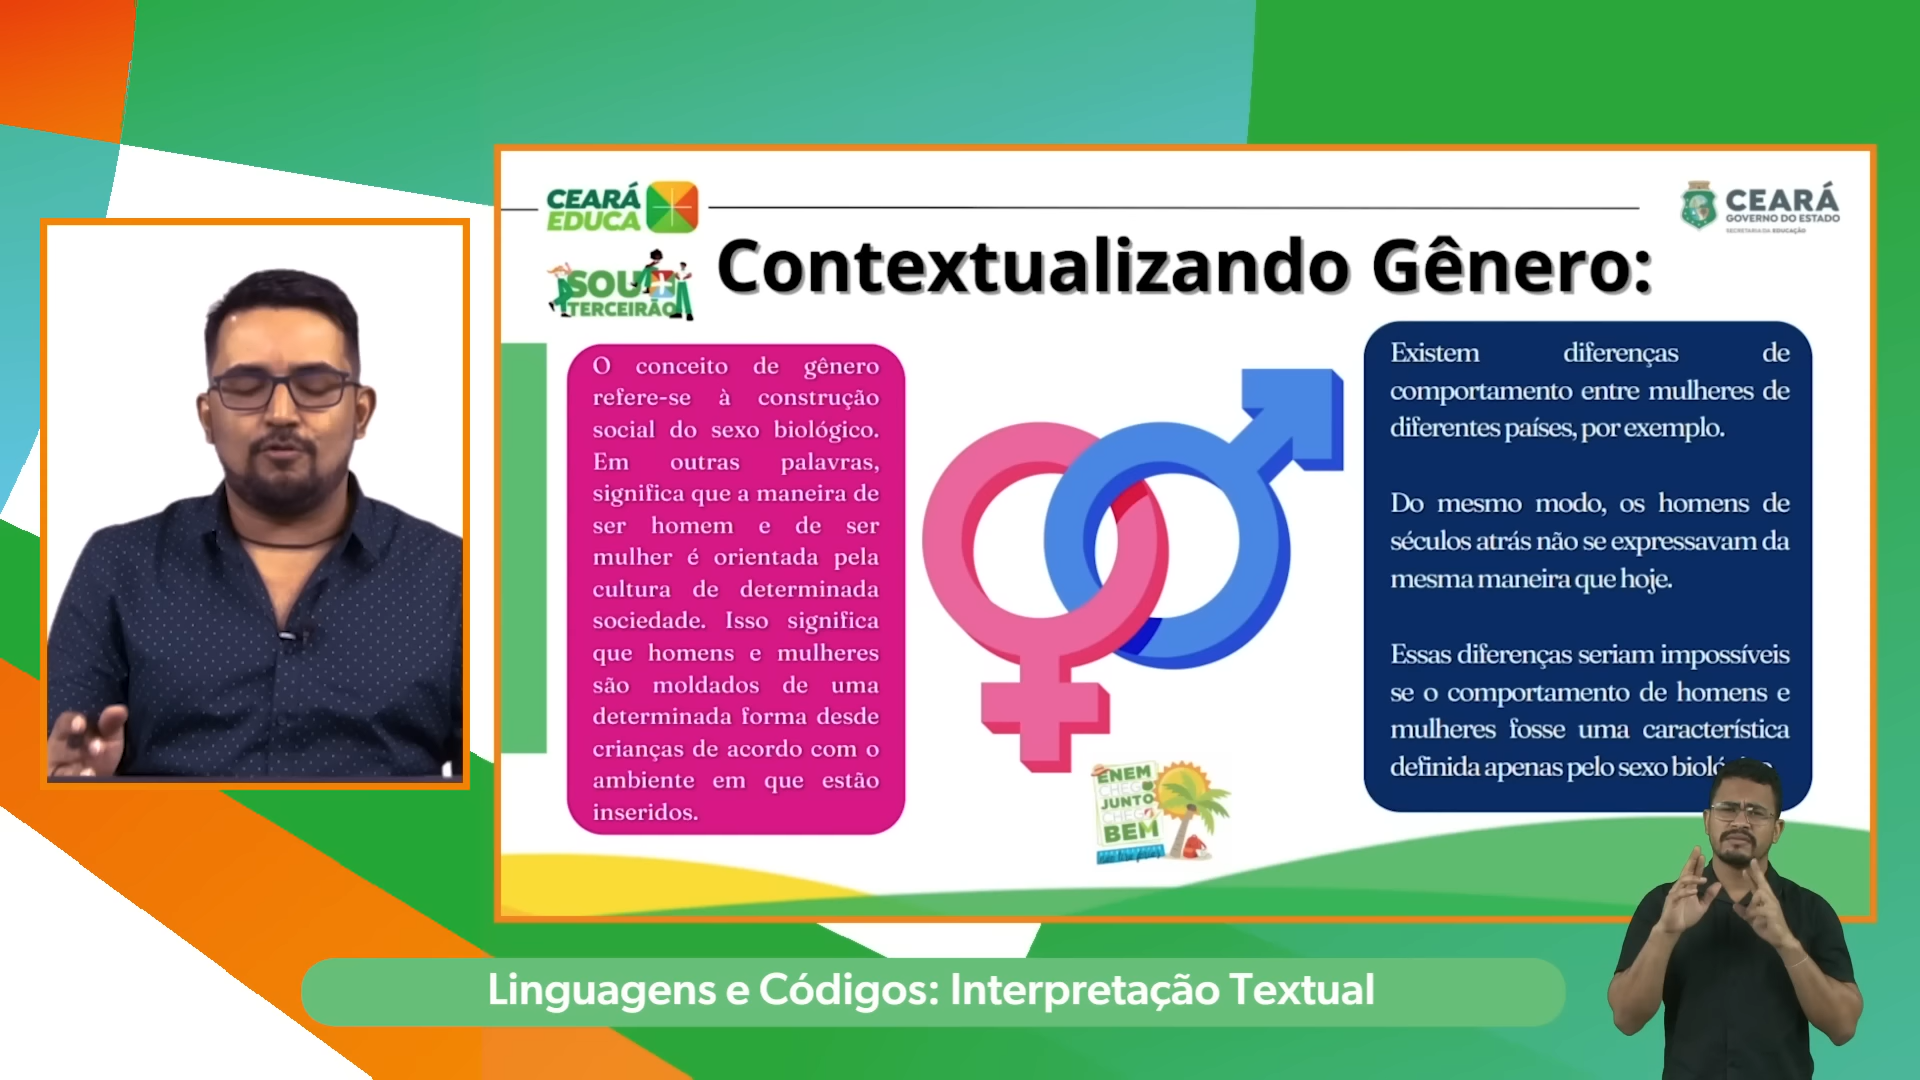 CEARÁ
EDUCA
SOU
TERCEIRÃO
CEARÁ
GOVERNO DO ESTADO
SECRETARIA DA EDUCAÇÃO
Contextualizando Gênero:
O conceito de gênero
refere-se à construção
social do sexo biológico.
Em outras palavras,
significa que a maneira de
ser homem e de ser
mulher é orientada pela
cultura de determinada
sociedade. Isso significa
que homens e mulheres
são moldados de uma
determinada forma desde
crianças de acordo com o
ambiente em que estão
inseridos.
Existem diferenças de
comportamento entre mulheres de
diferentes países, por exemplo.
Do mesmo modo, os homens de
séculos atrás não se expressavam da
mesma maneira que hoje.
Essas diferenças seriam impossíveis
se o comportamento de homens e
mulheres fosse uma característica
definida apenas pelo sexo
ENEM
CHEGO
JUNTO
CHEGO
BEM
Linguagens e Códigos: Interpretação Textual